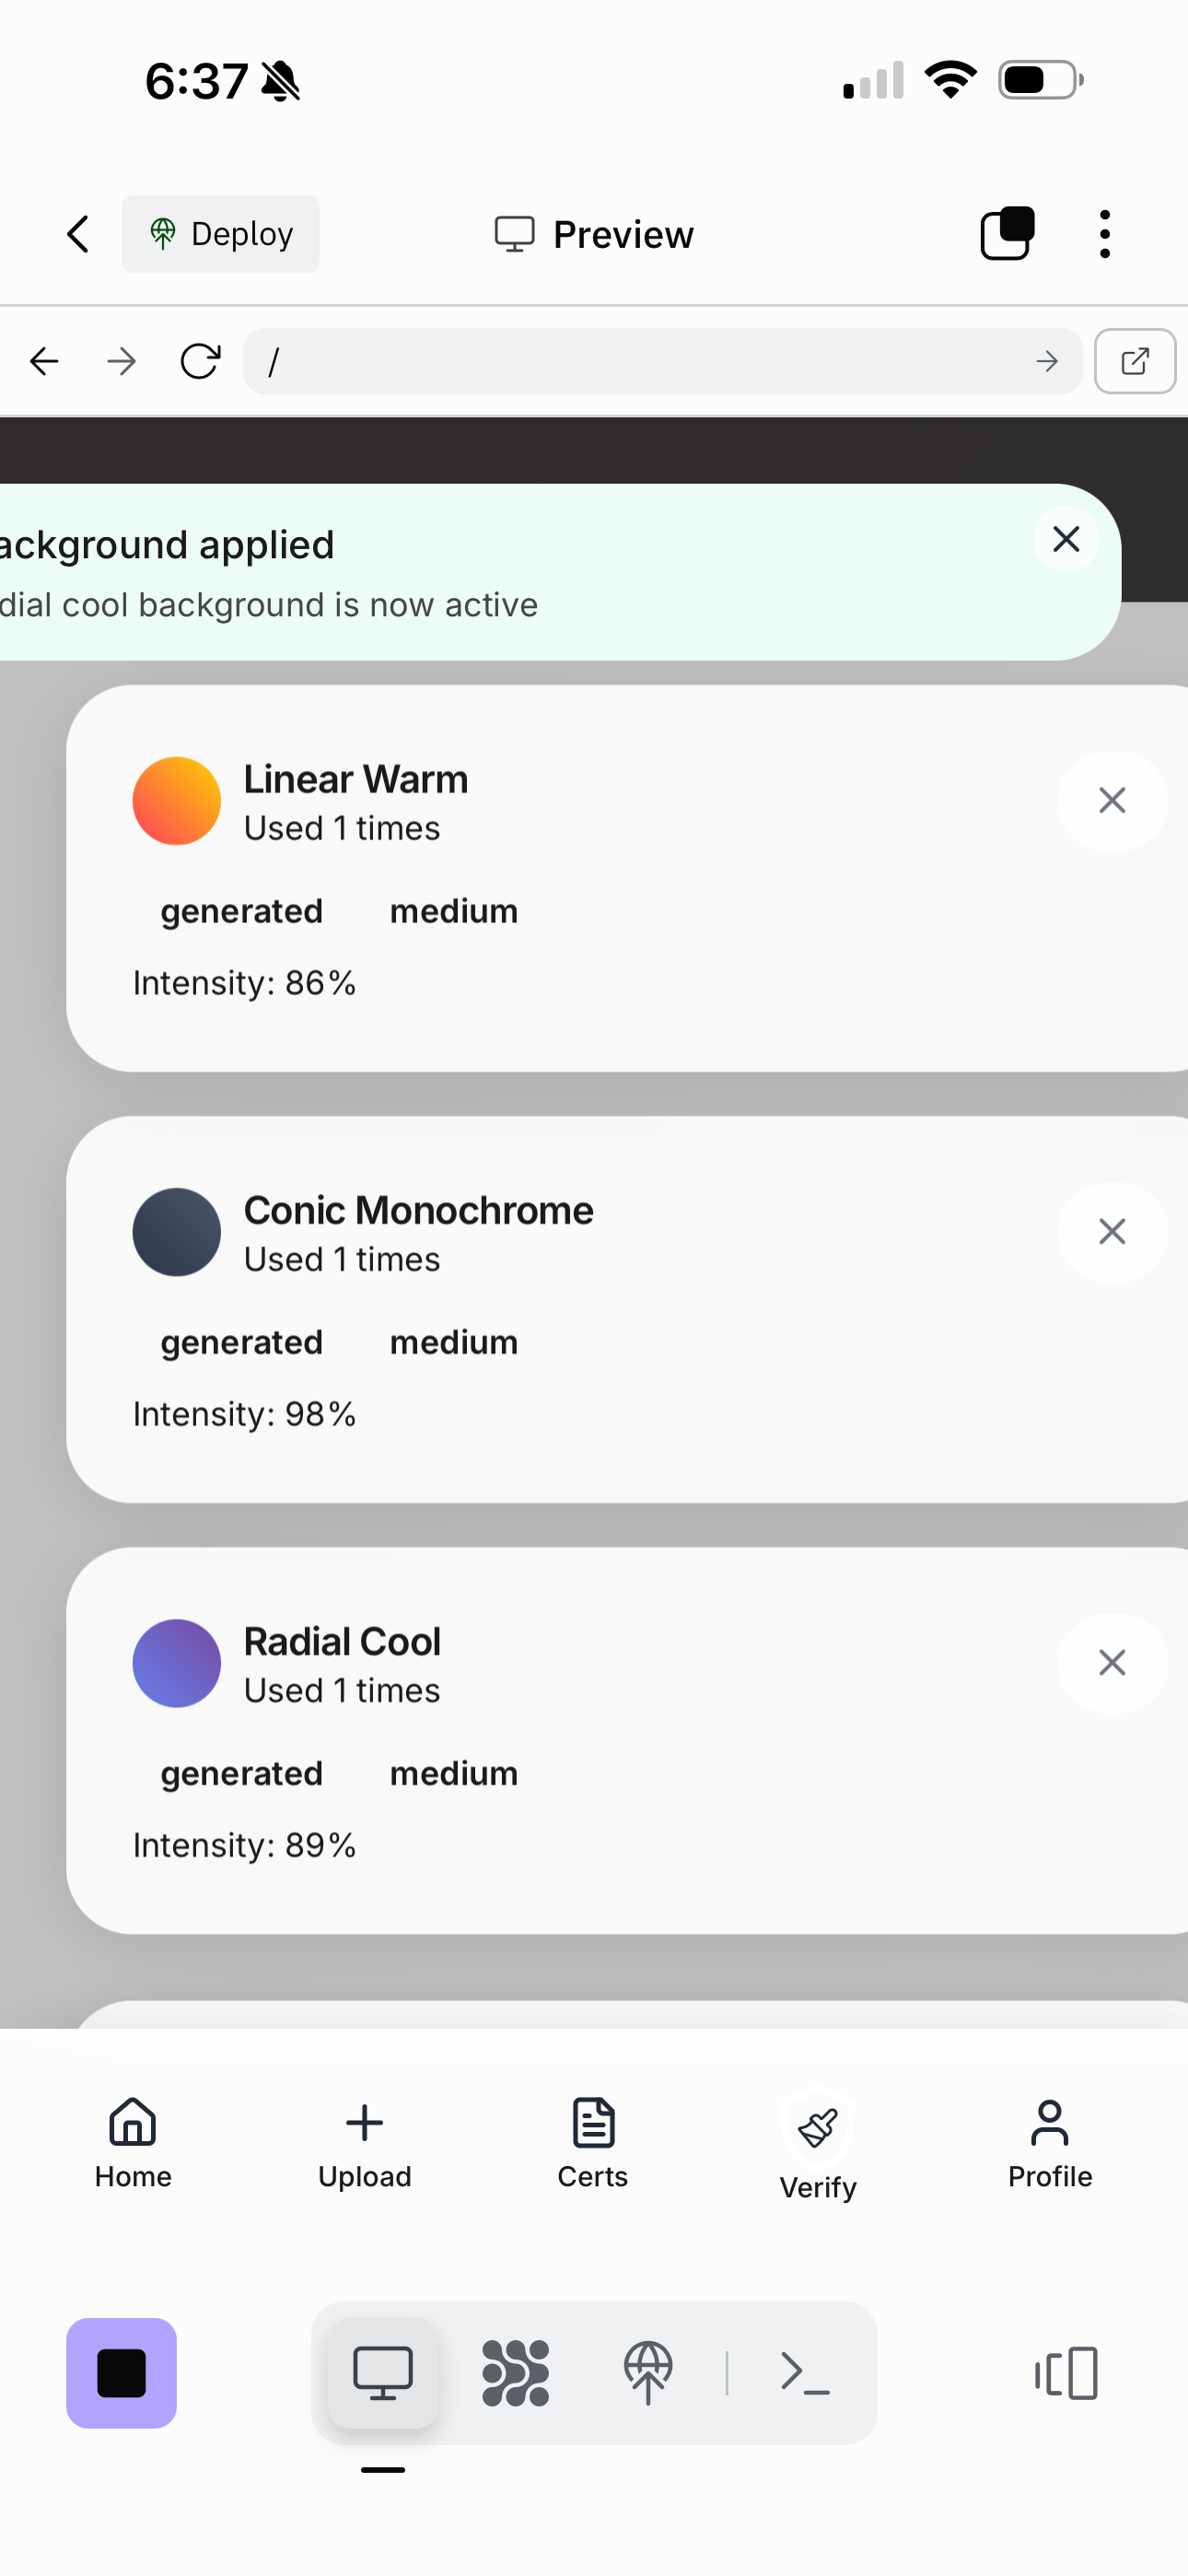 6:37
Deploy
Preview
/
ackground applied
dial cool background is now active
Linear Warm
Used 1 times
generated medium
Intensity: 86%
Conic Monochrome
Used 1 times
generated medium
Intensity: 98%
Radial Cool
Used 1 times
generated medium
Intensity: 89%
Home Upload Certs Verify Profile